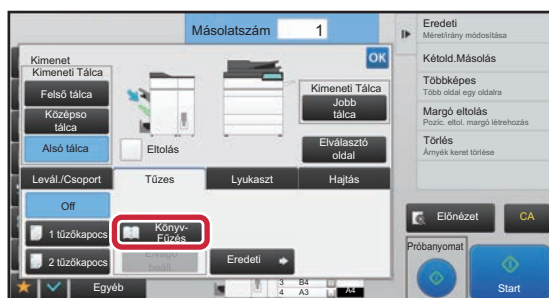 Másolatszám 1
Kimenet
OK
Kimeneti Tálca
Felső tálca
Középso
tálca
Alsó tálca
Eltolás
Kimeneti Tálca
Jobb
tálca
Elválasztó
oldal
Levál./Csoport
Tűzes
Lyukaszt
Hajtás
Off
1 tűzőkapocs
2 tűzőkapocs
Könyv-
Fűzés
Eredeti
Egyéb
3 B4
4 A3
A4
Eredeti
Méret/irány módosítása
Kétold.Másolás
Többképes
Több oldal egy oldalra
Margó eltolás
Pozic. eltol. margó létrehozás
Törlés
Árnyék keret törlése
Előnézet
CA
Próbanyomat
Start